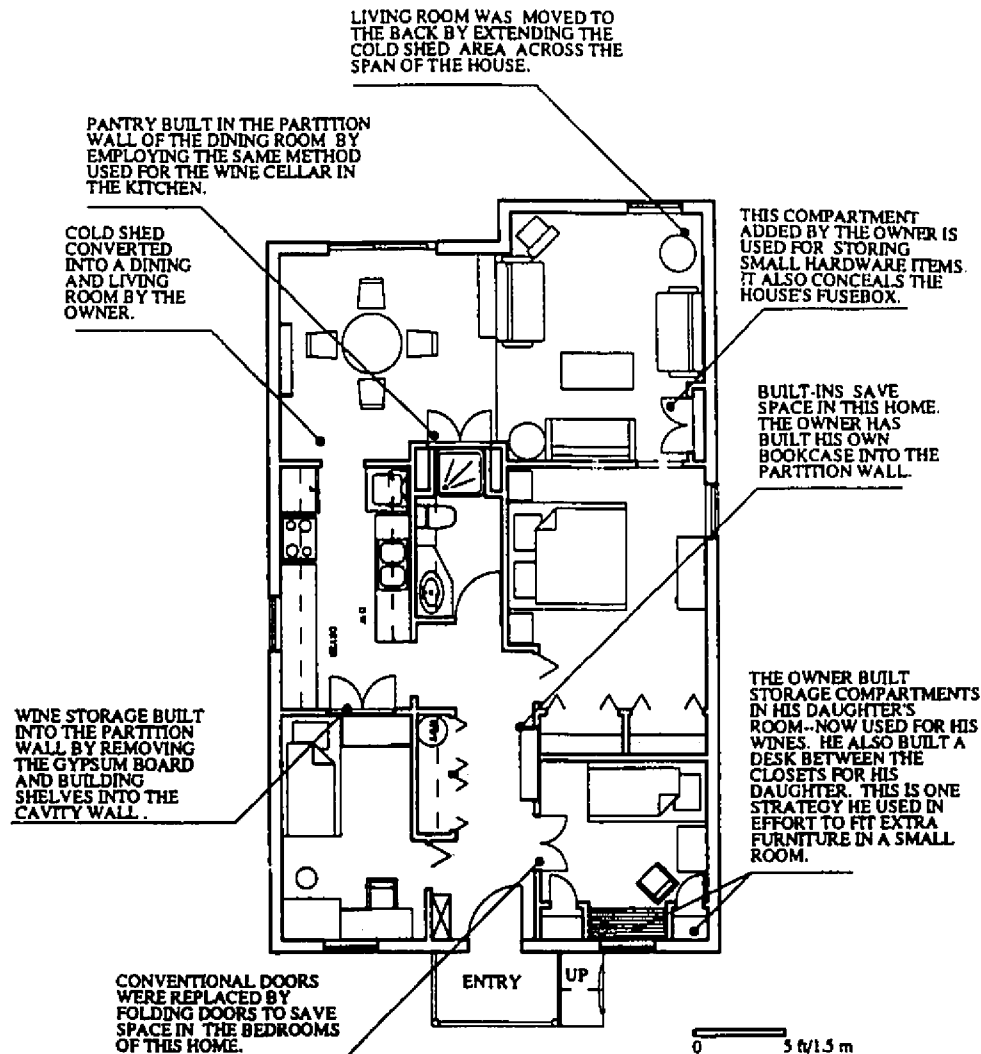 LIVING ROOM WAS MOVED TO
THE BACK BY EXTENDING THE
COLD SHED AREA ACROSS THE
SPAN OF THE HOUSE.
PANTRY BUILT IN THE PARTITION
WALL OF THE DINING ROOM BY
EMPLOYING THE SAME METHOD
USED FOR THE WINE CELLAR IN
THE KITCHEN.
COLD SHED
CONVERTED
INTO A DINING
AND LIVING
ROOM BY THE
OWNER.
THIS COMPARTMENT
ADDED BY THE OWNER IS
USED FOR STORING
SMALL HARDWARE ITEMS.
IT ALSO CONCEALS THE
HOUSE'S FUSEBOX.
BUILT-INS SAVE
SPACE IN THIS HOME.
THE OWNER HAS
BUILT HIS OWN
BOOKCASE INTO THE
PARTITION WALL.
WINE STORAGE BUILT
INTO THE PARTITION
WALL BY REMOVING
THE GYPSUM BOARD
AND BUILDING
SHELVES INTO THE
CAVITY WALL.
THE OWNER BUILT
STORAGE COMPARTMENTS
IN HIS DAUGHTER'S
ROOM--NOW USED FOR HIS
WINES. HE ALSO BUILT A
DESK BETWEEN THE
CLOSETS FOR HIS
DAUGHTER. THIS IS ONE
STRATEGY HE USED IN
EFFORT TO FIT EXTRA
FURNITURE IN A SMALL
ROOM.
CONVENTIONAL DOORS
WERE REPLACED BY
FOLDING DOORS TO SAVE
SPACE IN THE BEDROOMS
OF THIS HOME.
ENTRY
UP
0 5 ft/1.5 m